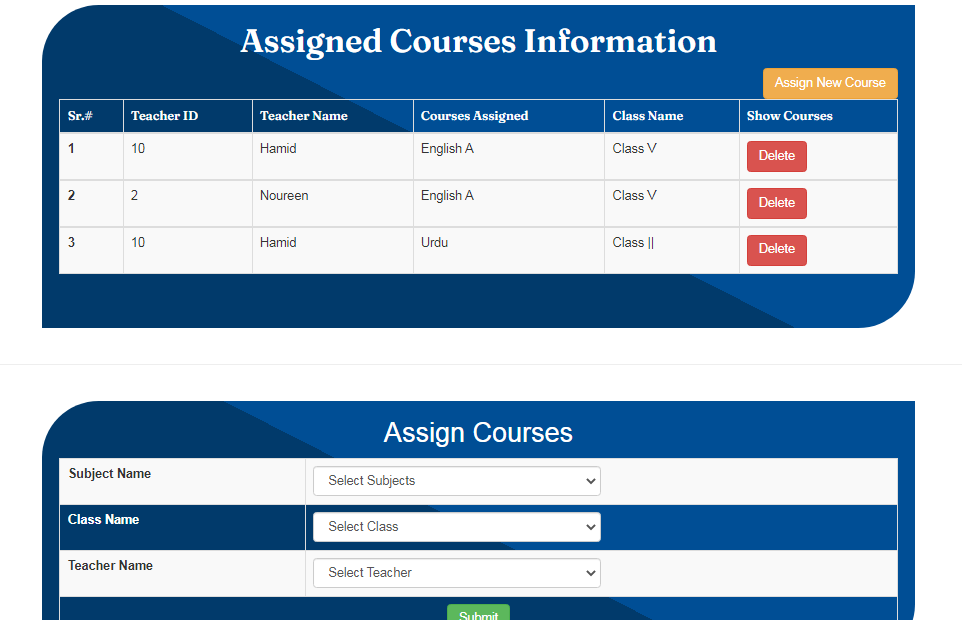 Assigned Courses Information
Assign New Course
Sr.# Teacher ID Teacher Name Courses Assigned Class Name Show Courses
1 10 Hamid English A Class V Delete
2 2 Noureen English A Class V Delete
3 10 Hamid Urdu Class || Delete
Assign Courses
Subject Name Select Subjects
Class Name Select Class
Teacher Name Select Teacher
Submit